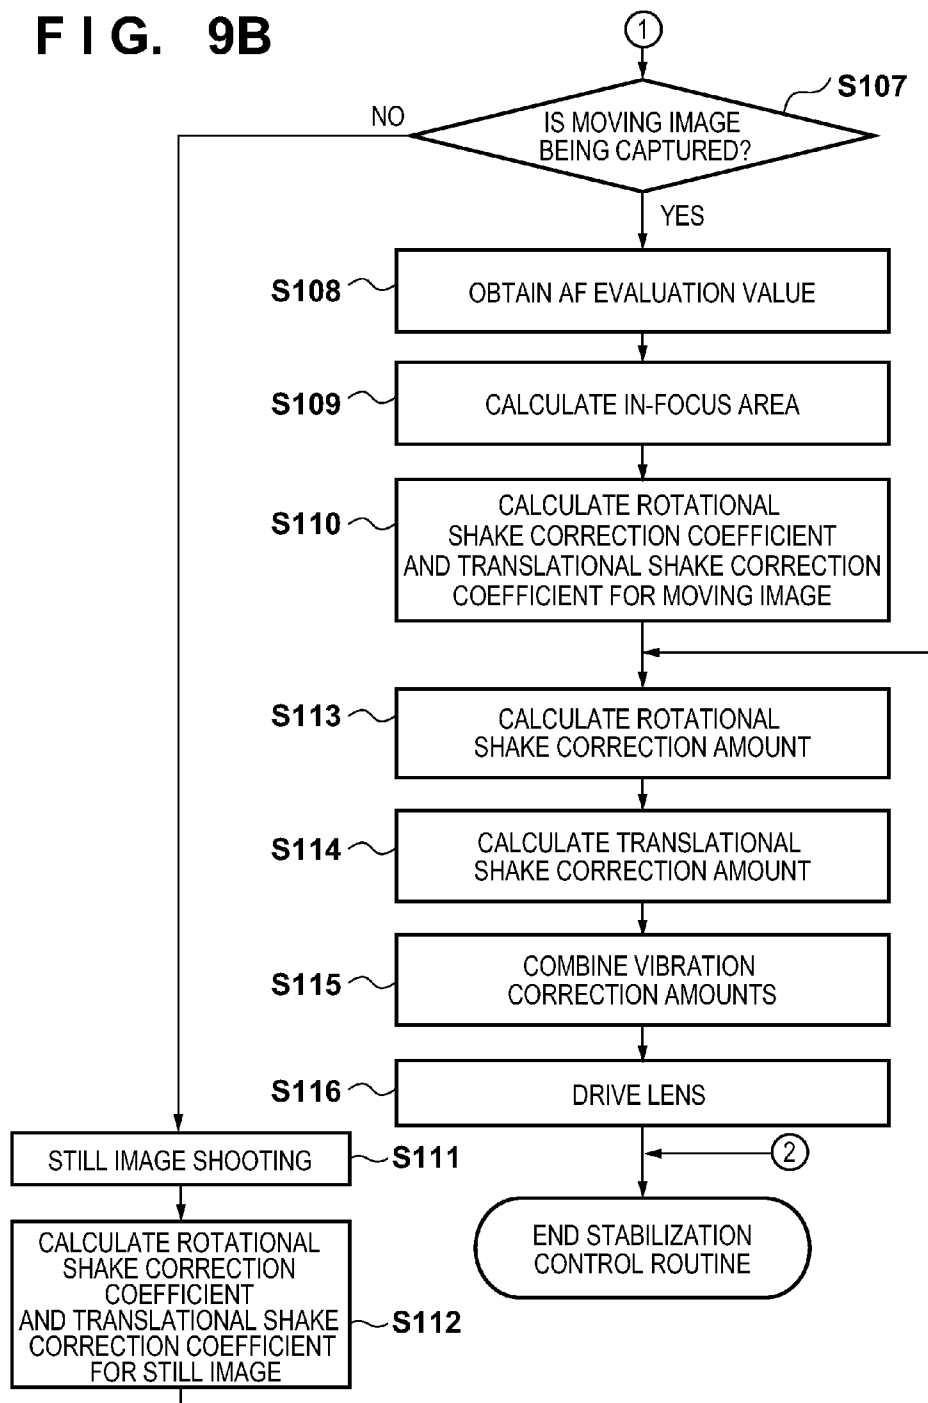 FIG. 9B
1
S107
IS MOVING IMAGE
BEING CAPTURED?
NO
YES
S108
OBTAIN AF EVALUATION VALUE
S109
CALCULATE IN-FOCUS AREA
S110
CALCULATE ROTATIONAL
SHAKE CORRECTION COEFFICIENT
AND TRANSLATIONAL SHAKE CORRECTION
COEFFICIENT FOR MOVING IMAGE
S113
CALCULATE ROTATIONAL
SHAKE CORRECTION AMOUNT
S114
CALCULATE TRANSLATIONAL
SHAKE CORRECTION AMOUNT
S115
COMBINE VIBRATION
CORRECTION AMOUNTS
S116
DRIVE LENS
STILL IMAGE SHOOTING
S111
2
END STABILIZATION
CONTROL ROUTINE
CALCULATE ROTATIONAL
SHAKE CORRECTION
COEFFICIENT
AND TRANSLATIONAL SHAKE
CORRECTION COEFFICIENT
FOR STILL IMAGE
S112